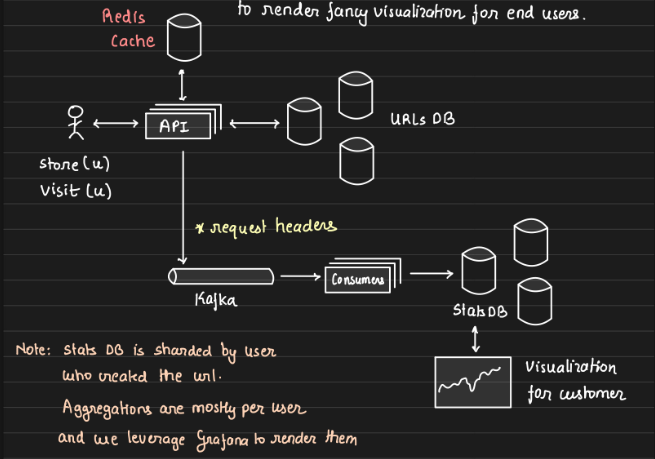 to render fancy visualization for end users.
Redis
Cache
API
URLs DB
store (u)
visit (u)
* request headers
Kafka
Consumers
Stats DB
Note: stats DB is sharded by user
who created the url.
Aggregations are mostly per user
and we leverage Grafana to render them
Visualization
for customer